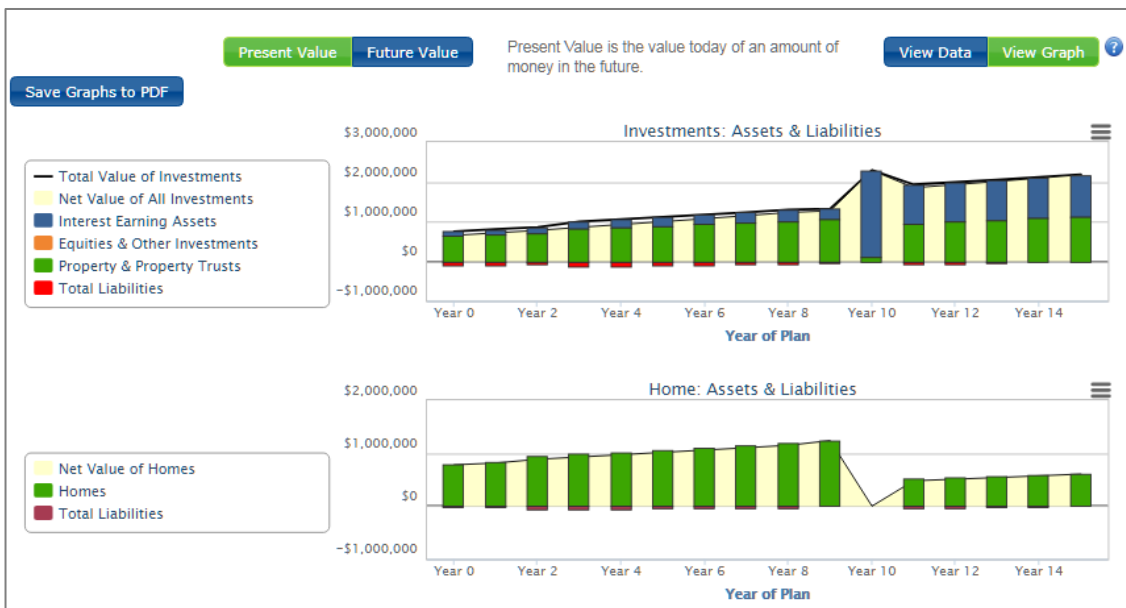 Present Value
Future Value
Present Value is the value today of an amount of
money in the future.
View Data
View Graph
?
Save Graphs to PDF
Investments: Assets & Liabilities
Total Value of Investments
Net Value of All Investments
Interest Earning Assets
Equities & Other Investments
Property & Property Trusts
Total Liabilities
$3,000,000
$2,000,000
$1,000,000
$0
-$1,000,000
Year 0
Year 2
Year 4
Year 6
Year 8
Year 10
Year 12
Year 14
Year of Plan
Home: Assets & Liabilities
Net Value of Homes
Homes
Total Liabilities
$2,000,000
$1,000,000
$0
-$1,000,000
Year 0
Year 2
Year 4
Year 6
Year 8
Year 10
Year 12
Year 14
Year of Plan